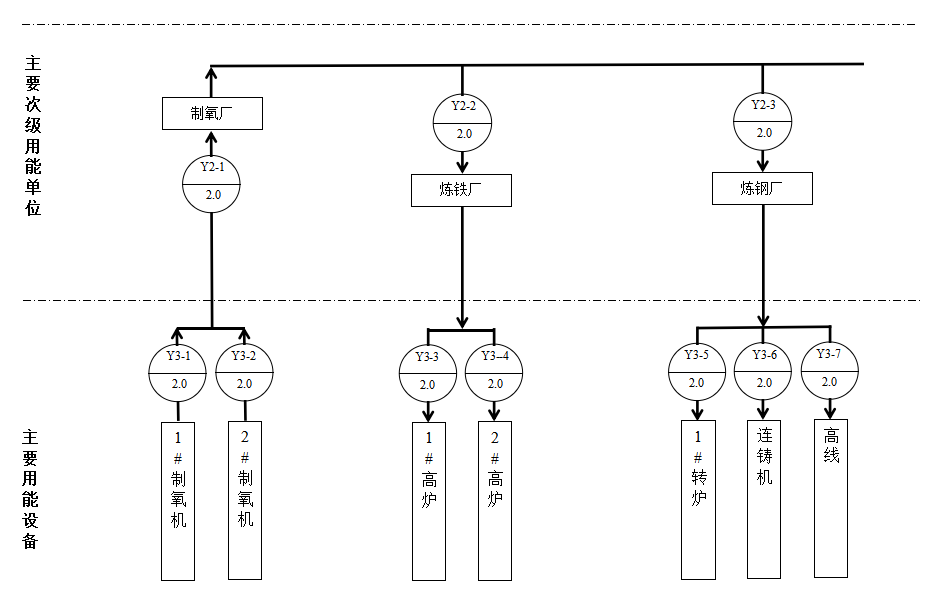 主要次级用能单位
制氧厂
Y2-1
2.0
Y2-2
2.0
炼铁厂
Y2-3
2.0
炼钢厂
主要用能设备
Y3-1
2.0
Y3-2
2.0
Y3-3
2.0
Y3--4
2.0
Y3-5
2.0
Y3-6
2.0
Y3-7
2.0
1#制氧机
2#制氧机
1#高炉
2#高炉
1#转炉
连铸机
高线